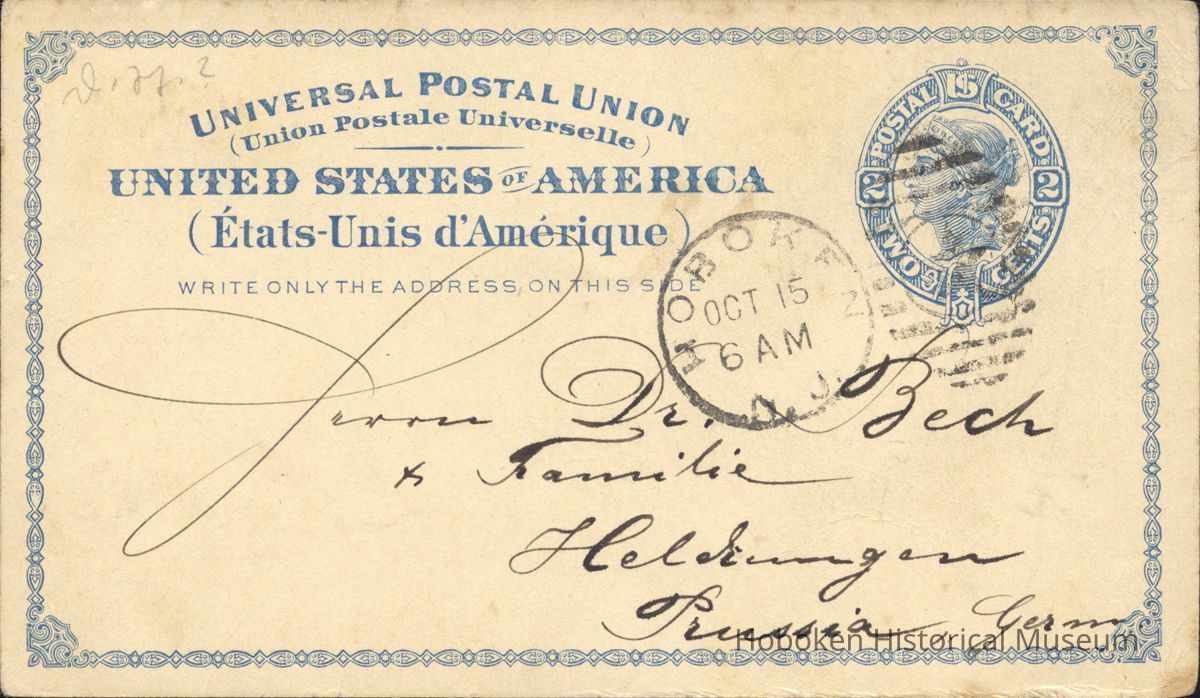 UNIVERSAL POSTAL UNION
(Union Postale Universelle)
UNITED STATES OF AMERICA
(États-Unis d'Amérique)
WRITE ONLY THE ADDRESS ON THIS SIDE
U S POSTAL CARD
2 2
TWO CENTS
HOBOKEN
OCT 15
6 AM
N.J.
Herrn Dr. Bech
& Familie
Heldrungen
Prussia, Germ.
Hoboken Historical Museum